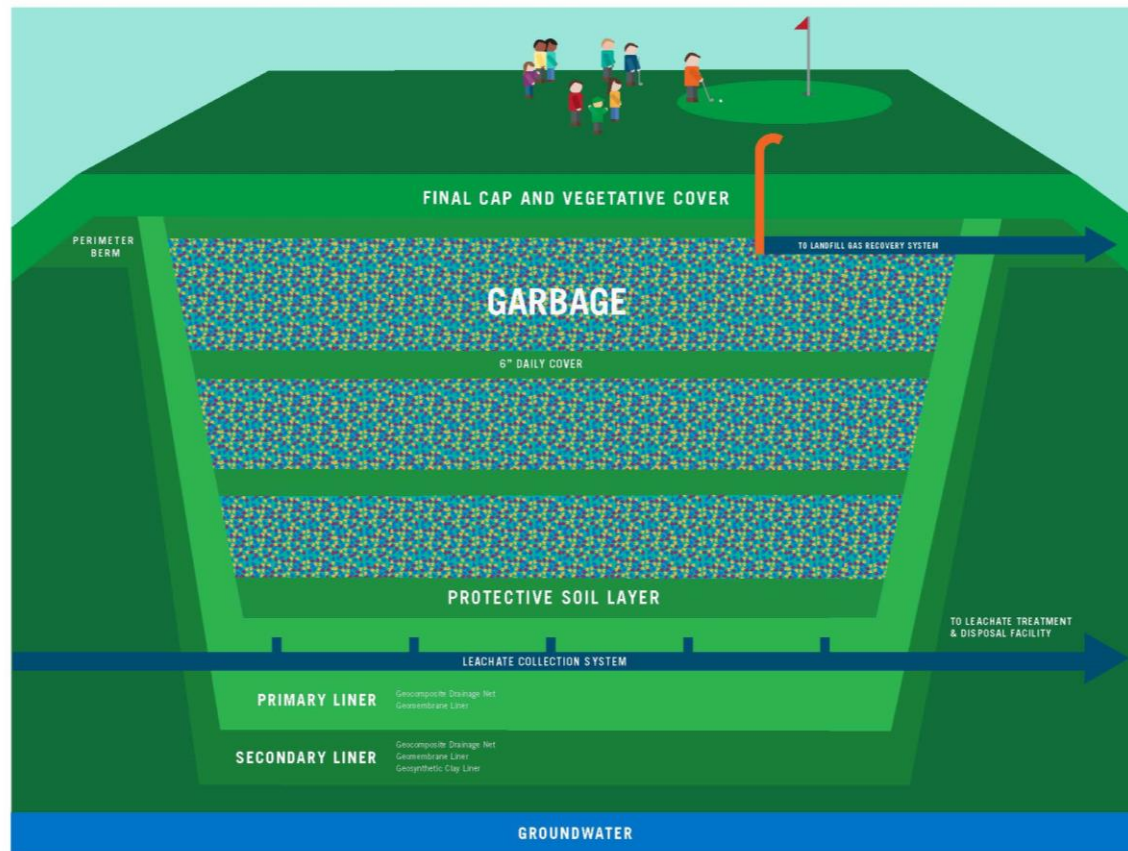 FINAL CAP AND VEGETATIVE COVER
PERIMETER
BERM
TO LANDFILL GAS RECOVERY SYSTEM
GARBAGE
6" DAILY COVER
PROTECTIVE SOIL LAYER
TO LEACHATE TREATMENT
& DISPOSAL FACILITY
LEACHATE COLLECTION SYSTEM
PRIMARY LINER
Geocomposite Drainage Net
Geomembrane Liner
SECONDARY LINER
Geocomposite Drainage Net
Geomembrane Liner
Geosynthetic Clay Liner
GROUNDWATER